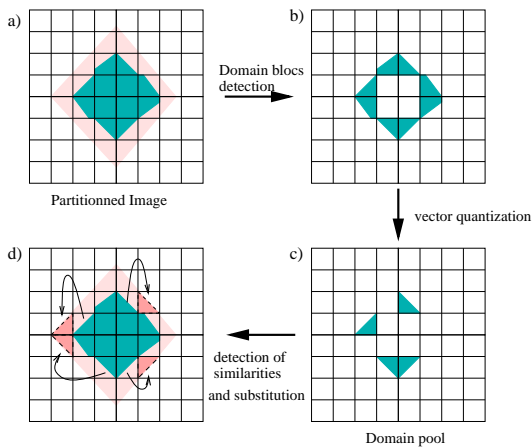 a)
b)
Domain blocs
detection
Partitionned Image
vector quantization
d)
c)
detection of
similarities
and substitution
Domain pool